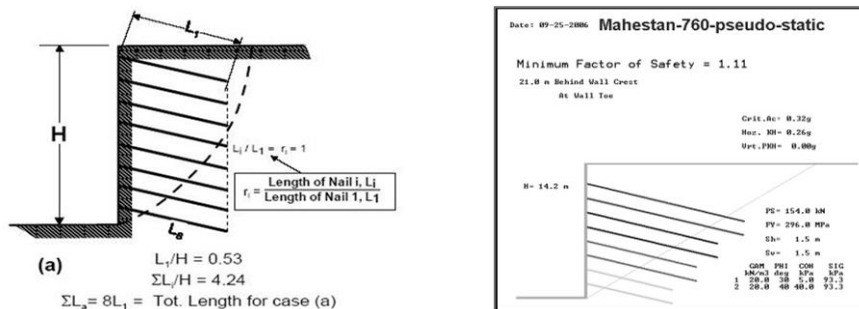 L₁
H
Lᵢ / L₁ = rᵢ = 1
rᵢ = Length of Nail i, Lᵢ
Length of Nail 1, L₁
L₈
(a)
L₁/H = 0.53
ΣLᵢ/H = 4.24
ΣLₐ= 8L₁ = Tot. Length for case (a)
Date: 09-25-2006 Mahestan-760-pseudo-static
Minimum Factor of Safety = 1.11
21.0 m Behind Wall Crest
At Wall Toe
Crit.Ac= 0.32g
Hoz. KH= 0.26g
Vrt.PKH= 0.00g
H= 14.2 m
PS= 154.0 kN
FY= 296.0 MPa
Sh= 1.5 m
Sv= 1.5 m
GAM PHI COH SIG
kN/m3 deg kPa kPa
1 20.0 30 5.0 93.3
2 20.0 40 40.0 93.3